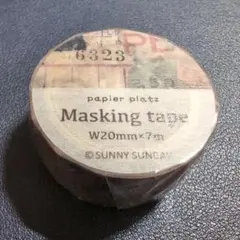 6323
papier platz
Masking tape
W20mm×7m
©SUNNY SUNDAY